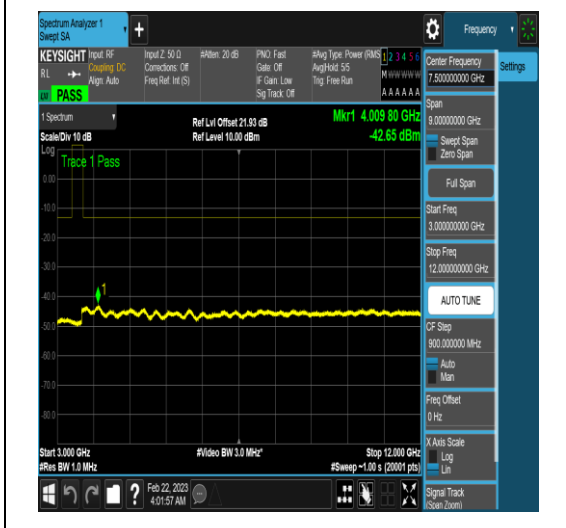 Spectrum Analyzer 1
Swept SA
+
Frequency
KEYSIGHT
RL
PASS
Input: RF
Coupling: DC
Align: Auto
Input Z: 50 Ω
Corrections: Off
Freq Ref: Int (S)
#Atten: 20 dB
PNO: Fast
Gate: Off
IF Gain: Low
Sig Track: Off
#Avg Type: Power (RMS
Avg|Hold: 5/5
Trig: Free Run
1 2 3 4 5 6
M W W W W W
A A A A A A
1 Spectrum
Scale/Div 10 dB
Ref Lvl Offset 21.93 dB
Ref Level 10.00 dBm
Mkr1 4.009 80 GHz
-42.65 dBm
Log
Trace 1 Pass
0.00
-10.0
-20.0
-30.0
-40.0
-50.0
-60.0
-70.0
-80.0
1
Start 3.000 GHz
#Res BW 1.0 MHz
#Video BW 3.0 MHz*
Stop 12.000 GHz
#Sweep ~1.00 s (20001 pts)
Feb 22, 2023
4:01:57 AM
?
Center Frequency
7.500000000 GHz
Span
9.00000000 GHz
Swept Span
Zero Span
Full Span
Start Freq
3.000000000 GHz
Stop Freq
12.000000000 GHz
AUTO TUNE
CF Step
900.000000 MHz
Auto
Man
Freq Offset
0 Hz
X Axis Scale
Log
Lin
Signal Track
(Span Zoom)
Settings